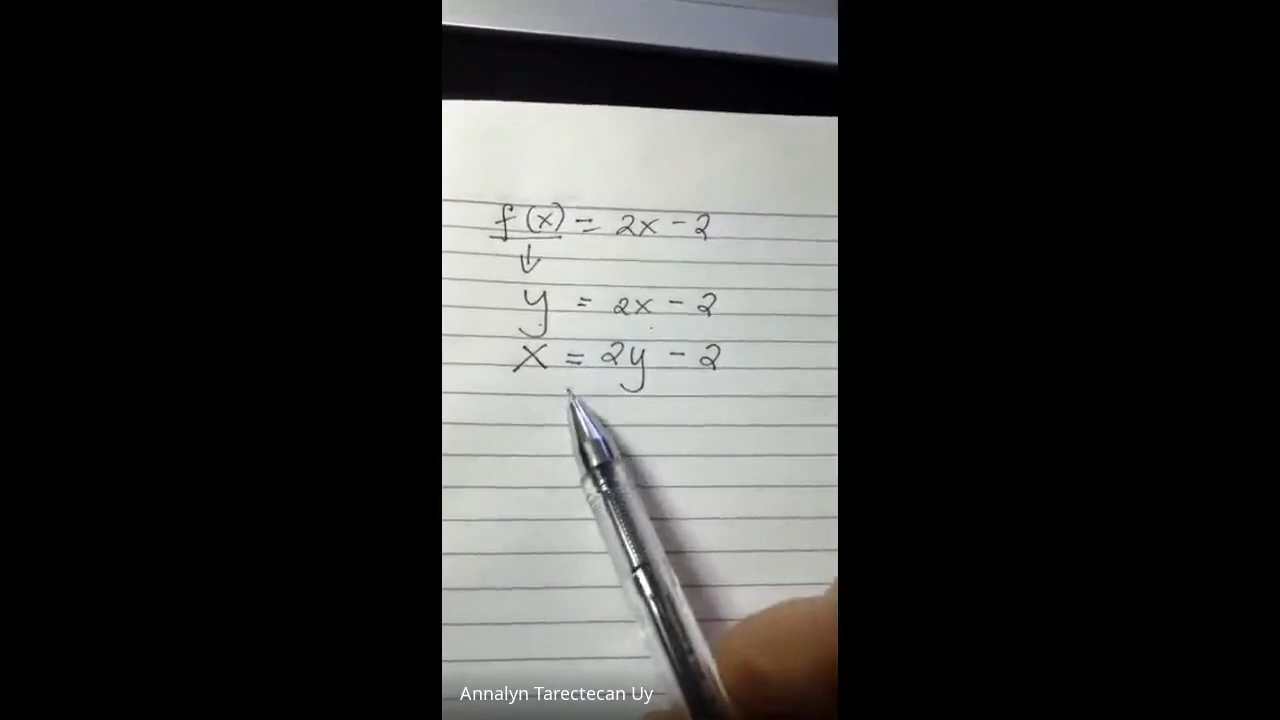 f(x) = 2x - 2
↓
y = 2x - 2
x = 2y - 2
Annalyn Tarectecan Uy